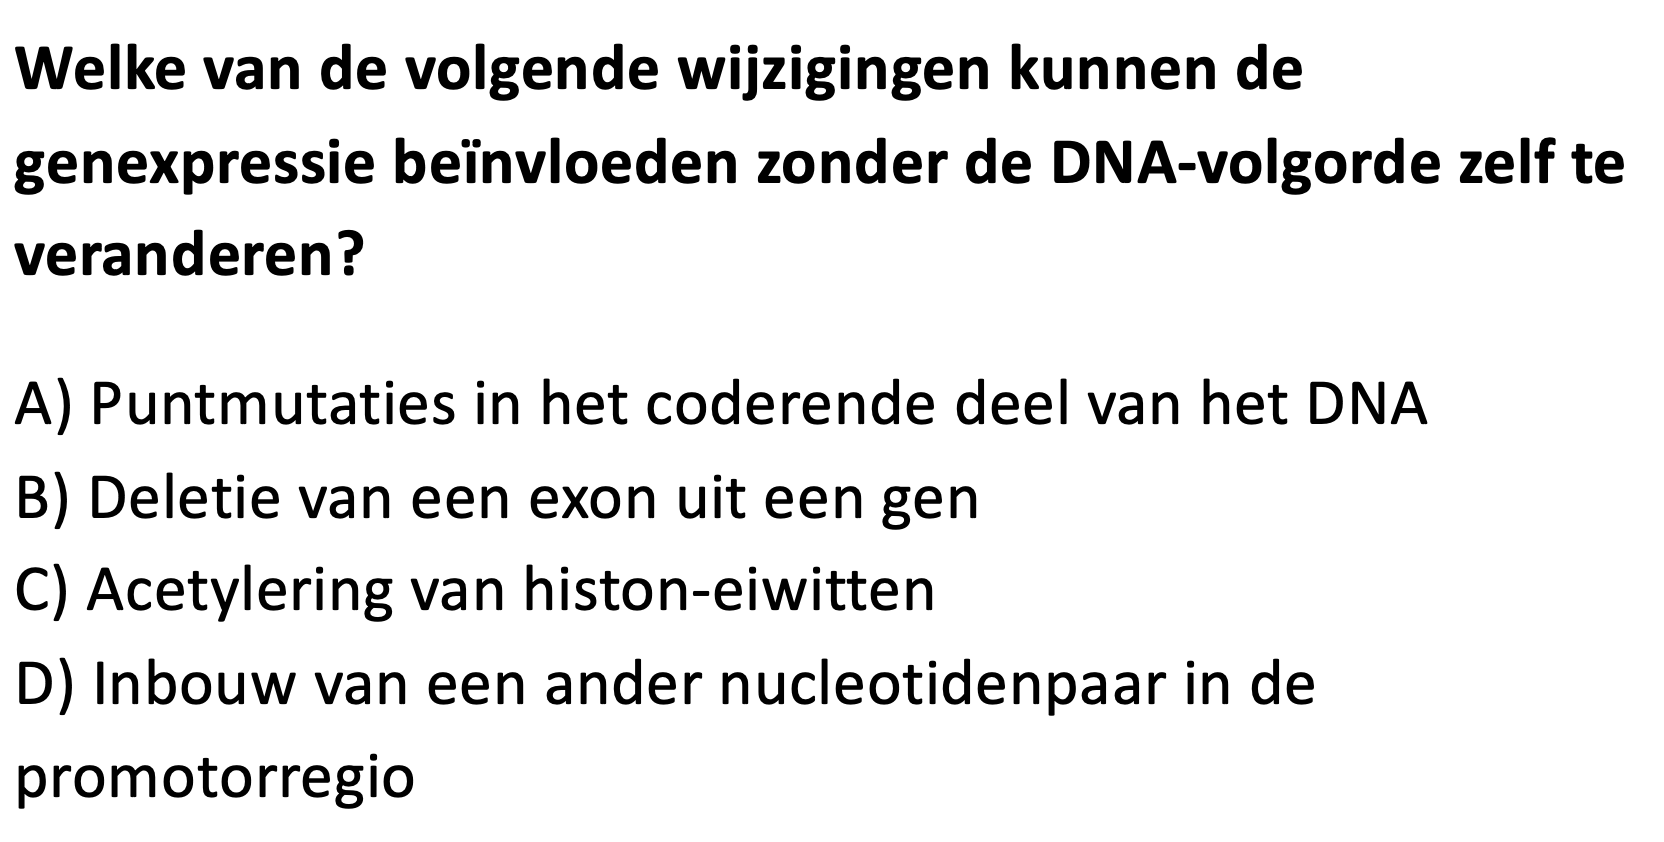 Welke van de volgende wijzigingen kunnen de
genexpressie beïnvloeden zonder de DNA-volgorde zelf te
veranderen?
A) Puntmutaties in het coderende deel van het DNA
B) Deletie van een exon uit een gen
C) Acetylering van histon-eiwitten
D) Inbouw van een ander nucleotidenpaar in de
promotorregio